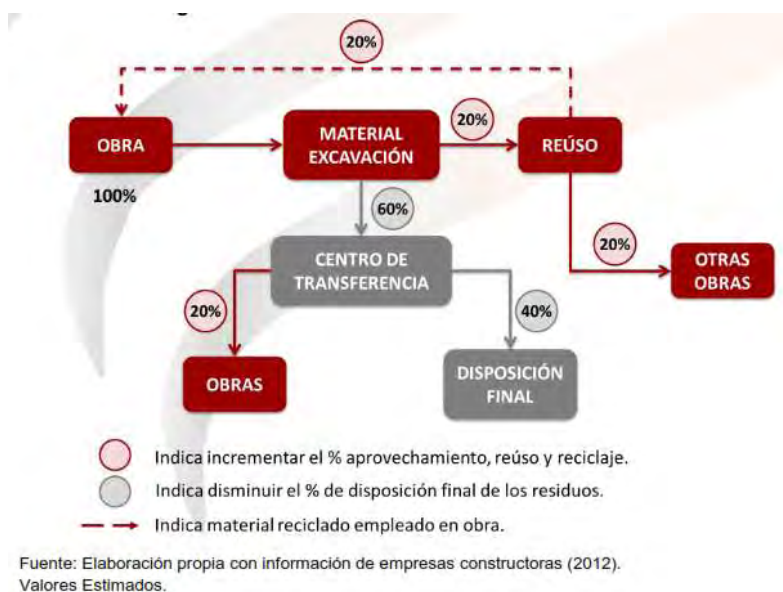 20%
OBRA
MATERIAL
EXCAVACIÓN
20%
REÚSO
100%
60%
CENTRO DE
TRANSFERENCIA
20%
OTRAS
OBRAS
20%
40%
OBRAS
DISPOSICIÓN
FINAL
Indica incrementar el % aprovechamiento, reúso y reciclaje.
Indica disminuir el % de disposición final de los residuos.
Indica material reciclado empleado en obra.
Fuente: Elaboración propia con información de empresas constructoras (2012).
Valores Estimados.